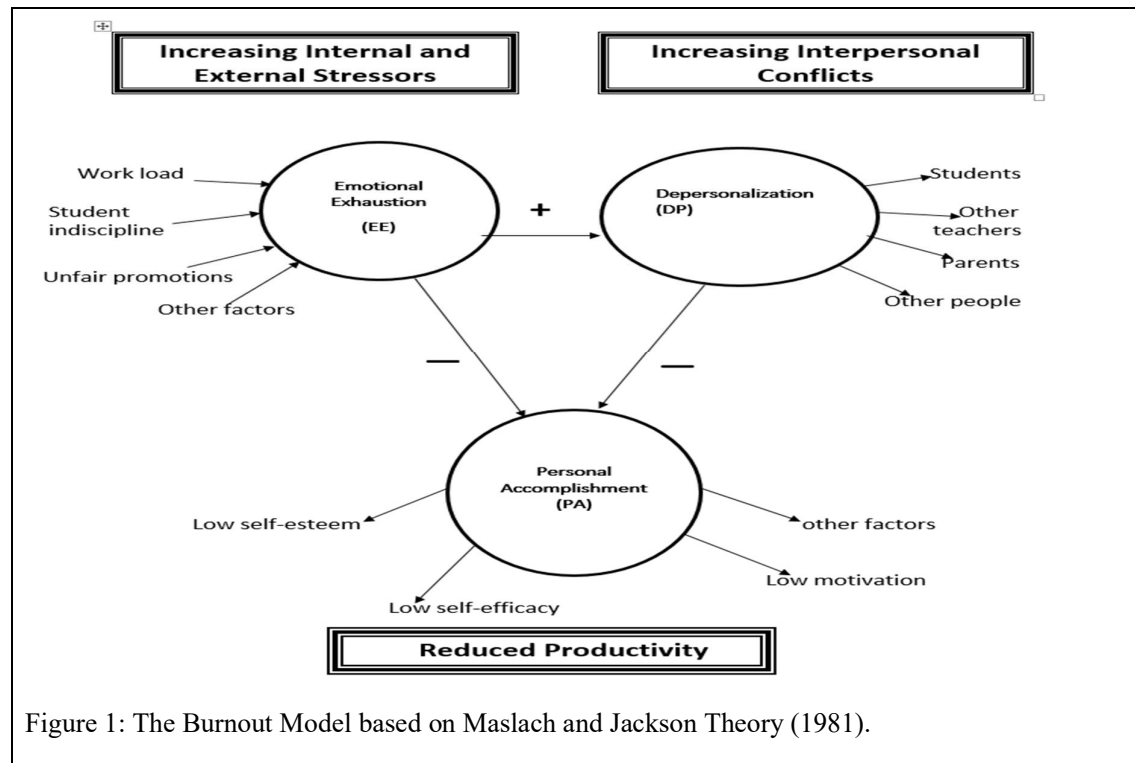 Increasing Internal and
External Stressors
Increasing Interpersonal
Conflicts
Work load
Student
indiscipline
Unfair promotions
Other factors
Emotional
Exhaustion
(EE)
+
Depersonalization
(DP)
Students
Other
teachers
Parents
Other people
—
—
Personal
Accomplishment
(PA)
Low self-esteem
Low self-efficacy
other factors
Low motivation
Reduced Productivity
Figure 1: The Burnout Model based on Maslach and Jackson Theory (1981).